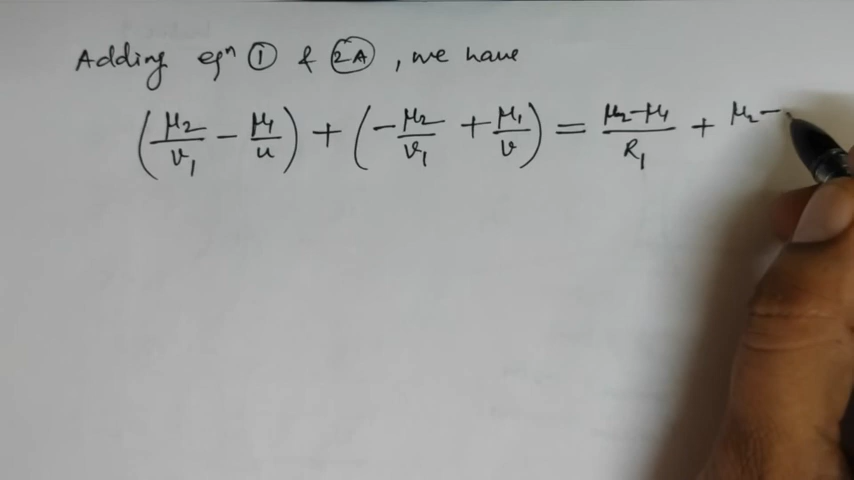 Adding eqⁿ ① & (2A), we have
(μ₂/v₁ − μ₁/u) + (−μ₂/v₁ + μ₁/v) = (μ₂−μ₁)/R₁ + μ₂−